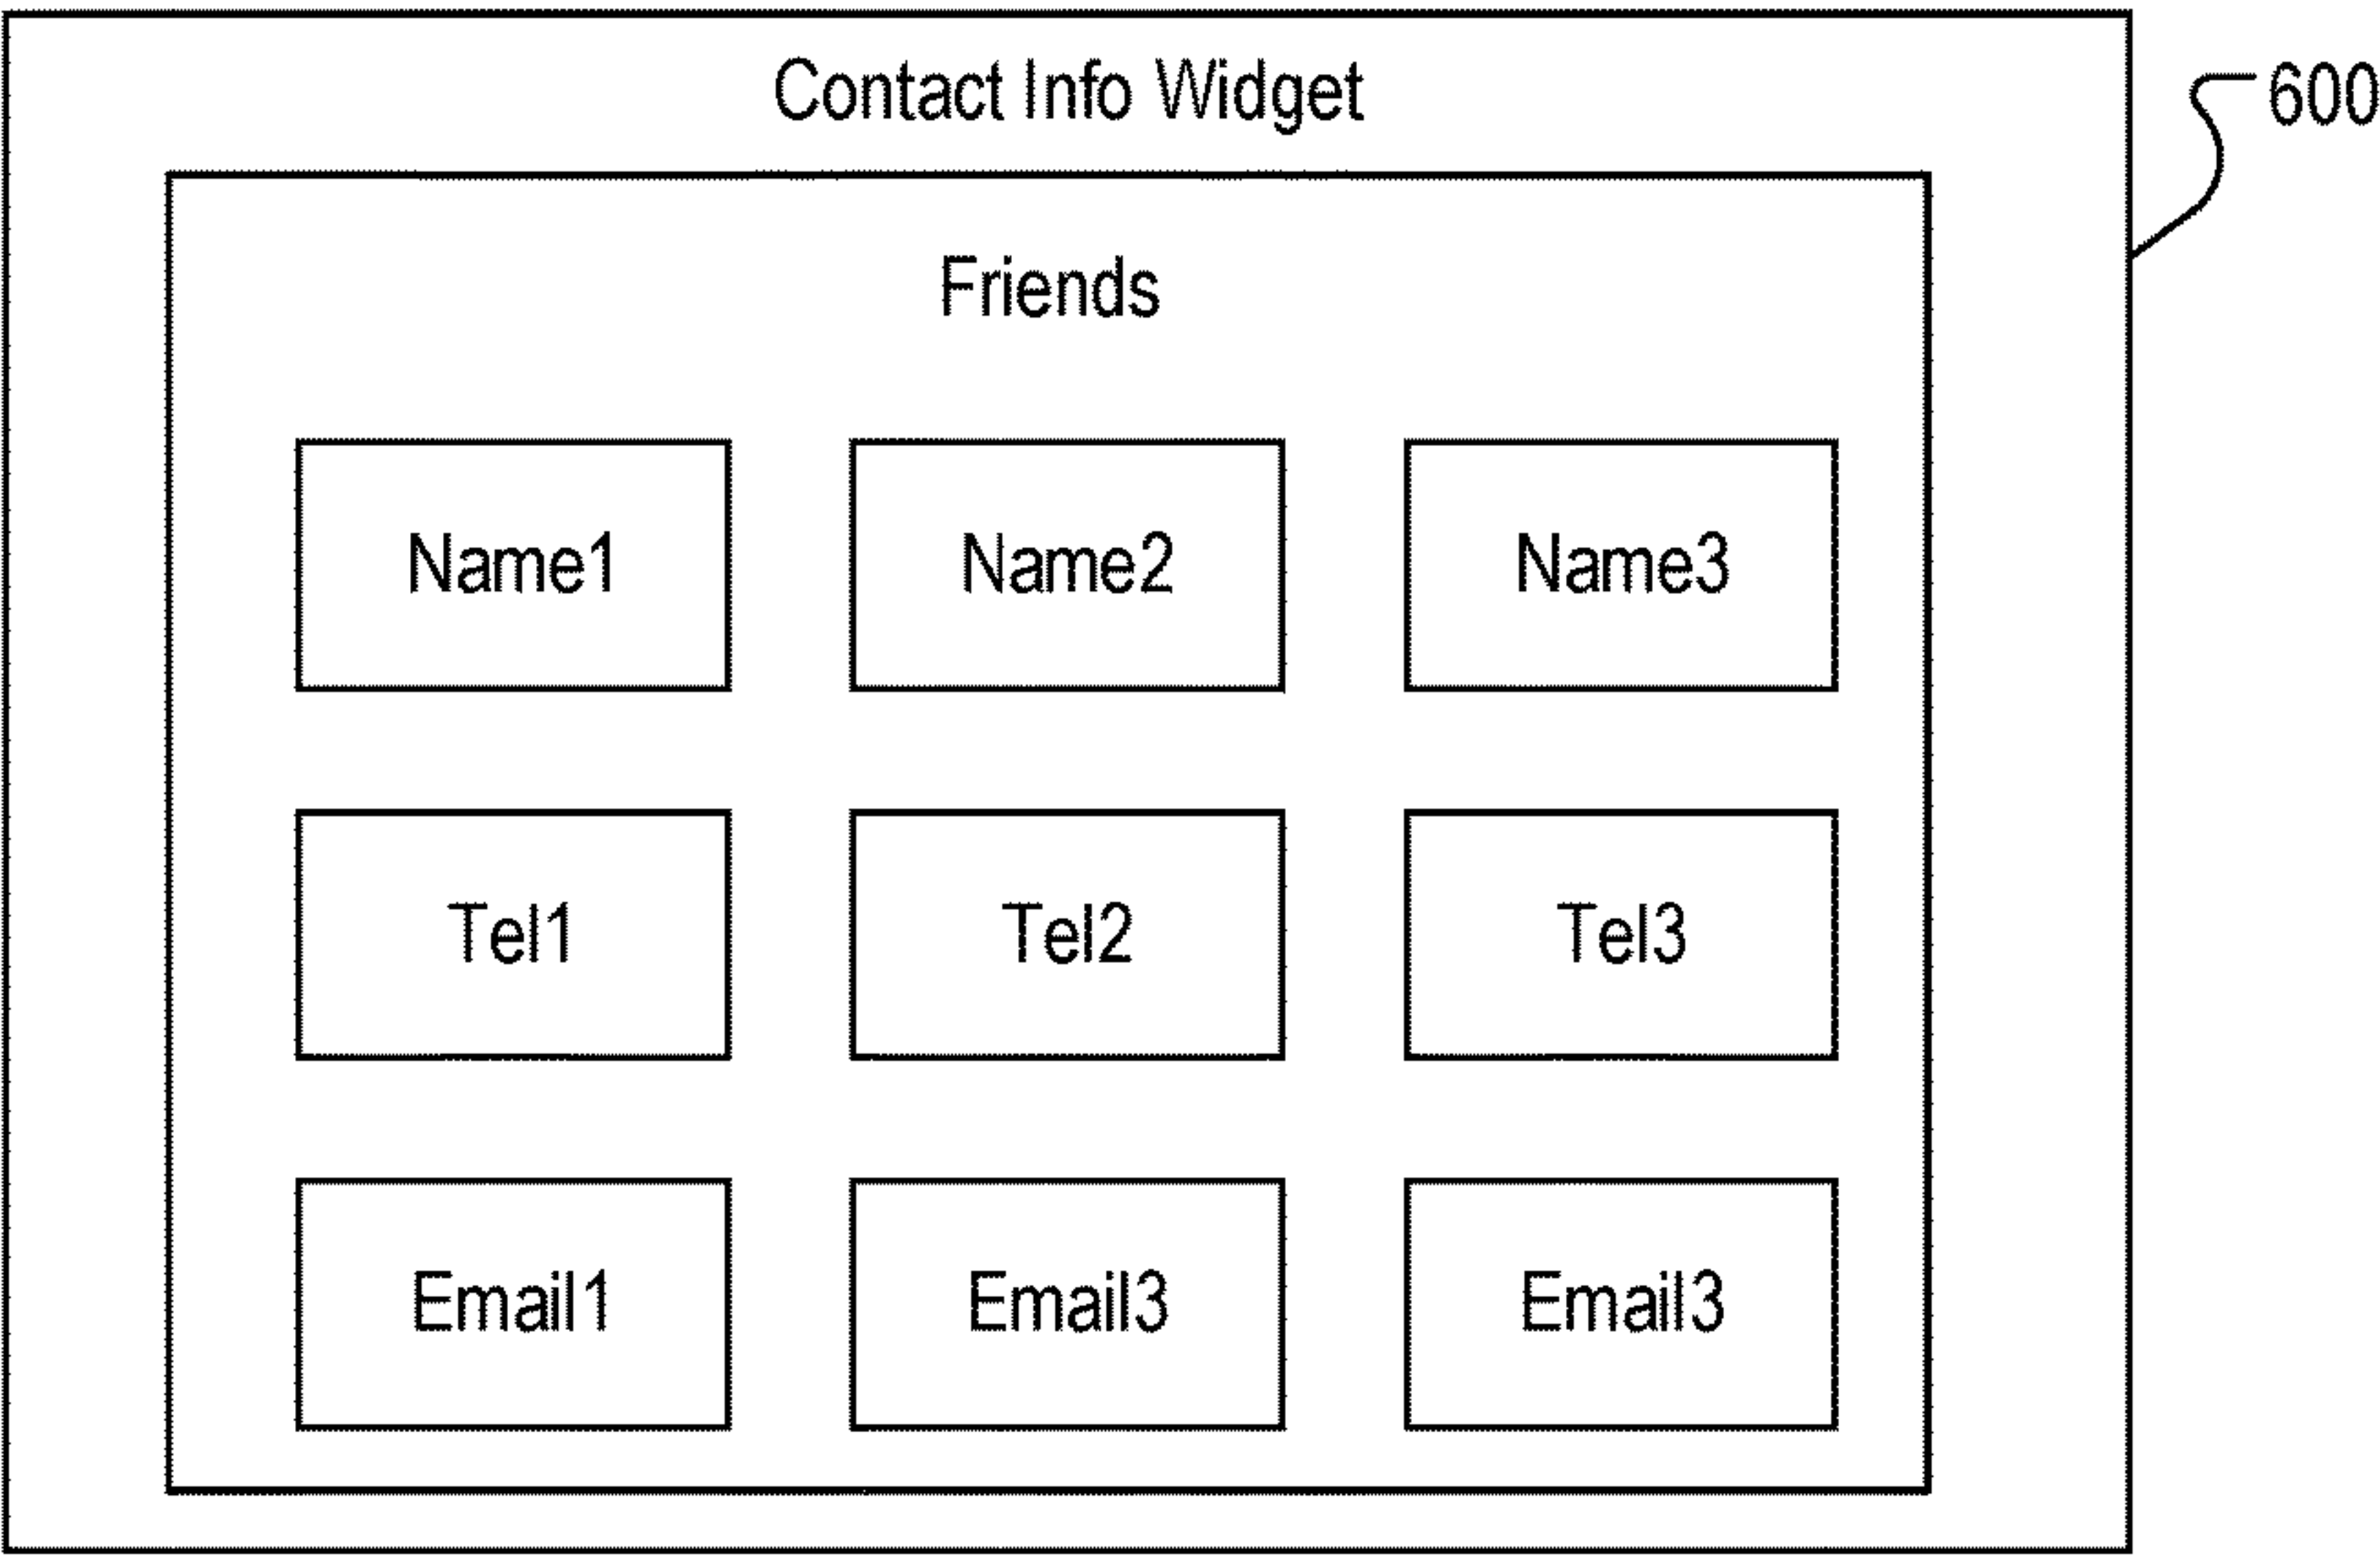 Contact Info Widget
600
Friends
Name1 Name2 Name3
Tel1 Tel2 Tel3
Email1 Email3 Email3